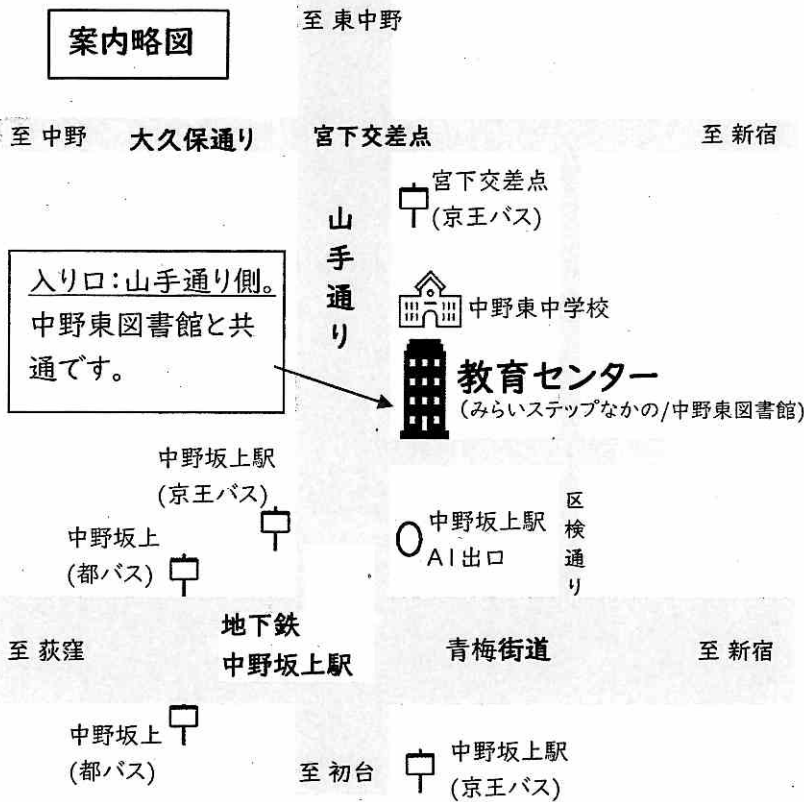 案内略図
至 東中野
至 中野
大久保通り
宮下交差点
至 新宿
宮下交差点
(京王バス)
山手通り
入り口:山手通り側。
中野東図書館と共
通です。
中野東中学校
教育センター
(みらいステップなかの/中野東図書館)
中野坂上駅
(京王バス)
中野坂上
(都バス)
中野坂上駅
A1出口
区検通り
至 荻窪
地下鉄
中野坂上駅
青梅街道
至 新宿
中野坂上
(都バス)
至 初台
中野坂上駅
(京王バス)